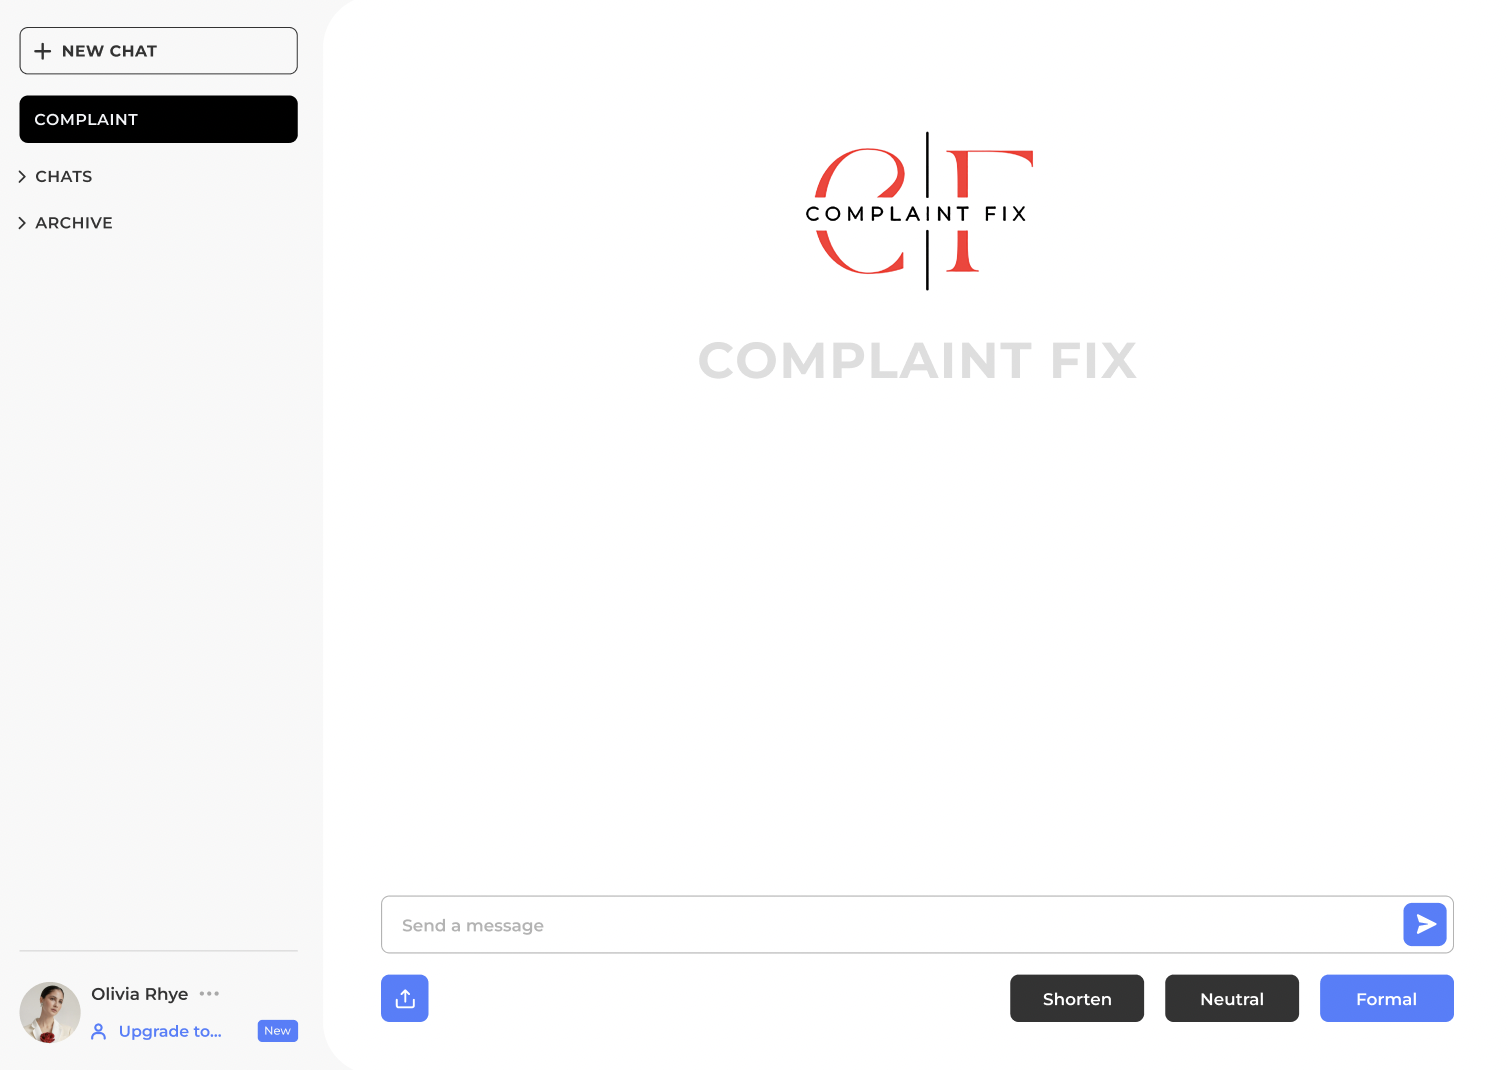 NEW CHAT
COMPLAINT
CHATS
ARCHIVE
Olivia Rhye
Upgrade to...
New
CF
COMPLAINT FIX
COMPLAINT FIX
Send a message
Shorten
Neutral
Formal